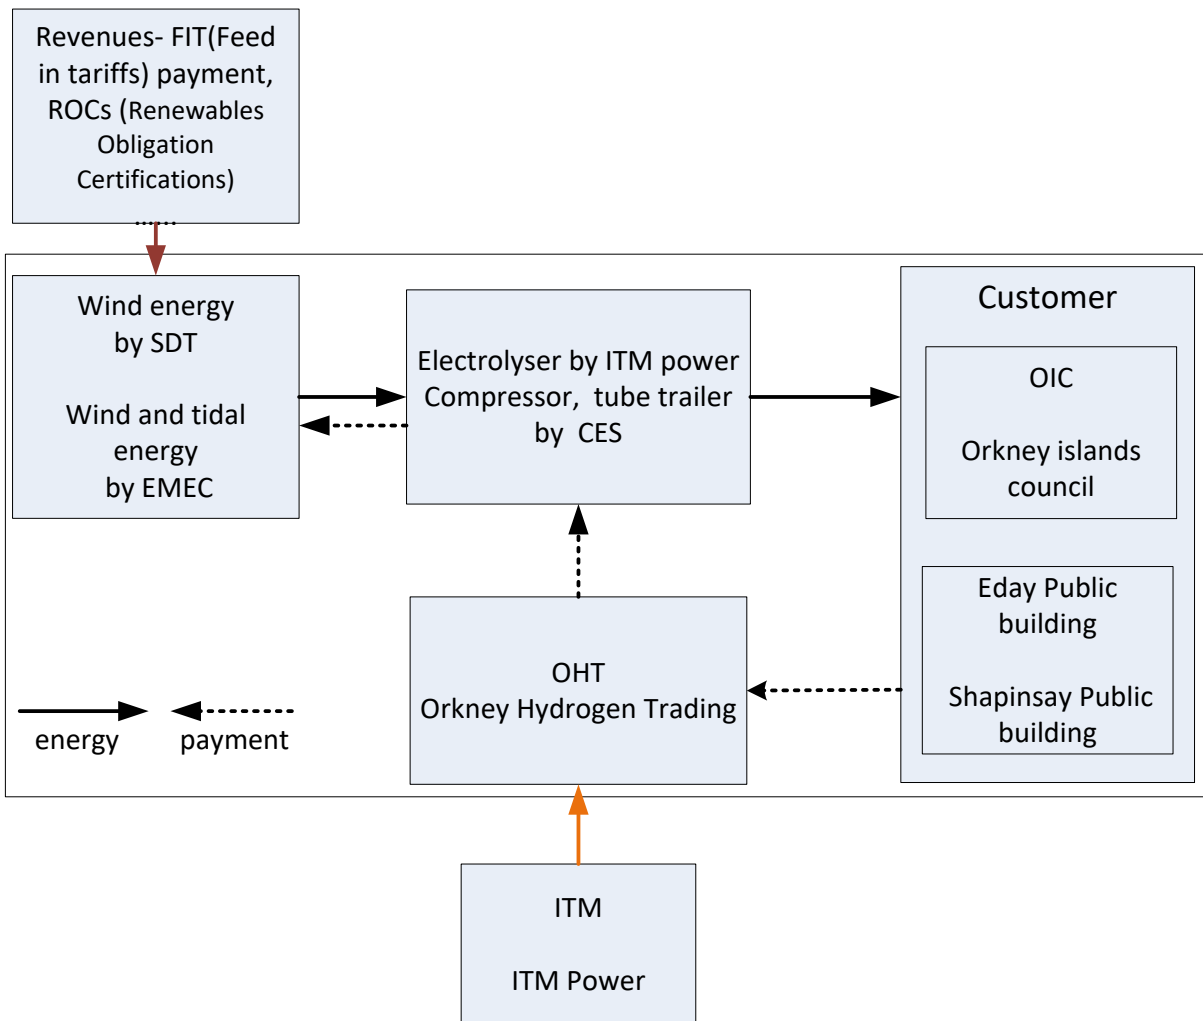 Revenues- FIT(Feed
in tariffs) payment,
ROCs (Renewables
Obligation
Certifications)
Wind energy
by SDT
Wind and tidal
energy
by EMEC
Electrolyser by ITM power
Compressor, tube trailer
by CES
Customer
OIC
Orkney islands
council
Eday Public
building
Shapinsay Public
building
OHT
Orkney Hydrogen Trading
energy
payment
ITM
ITM Power